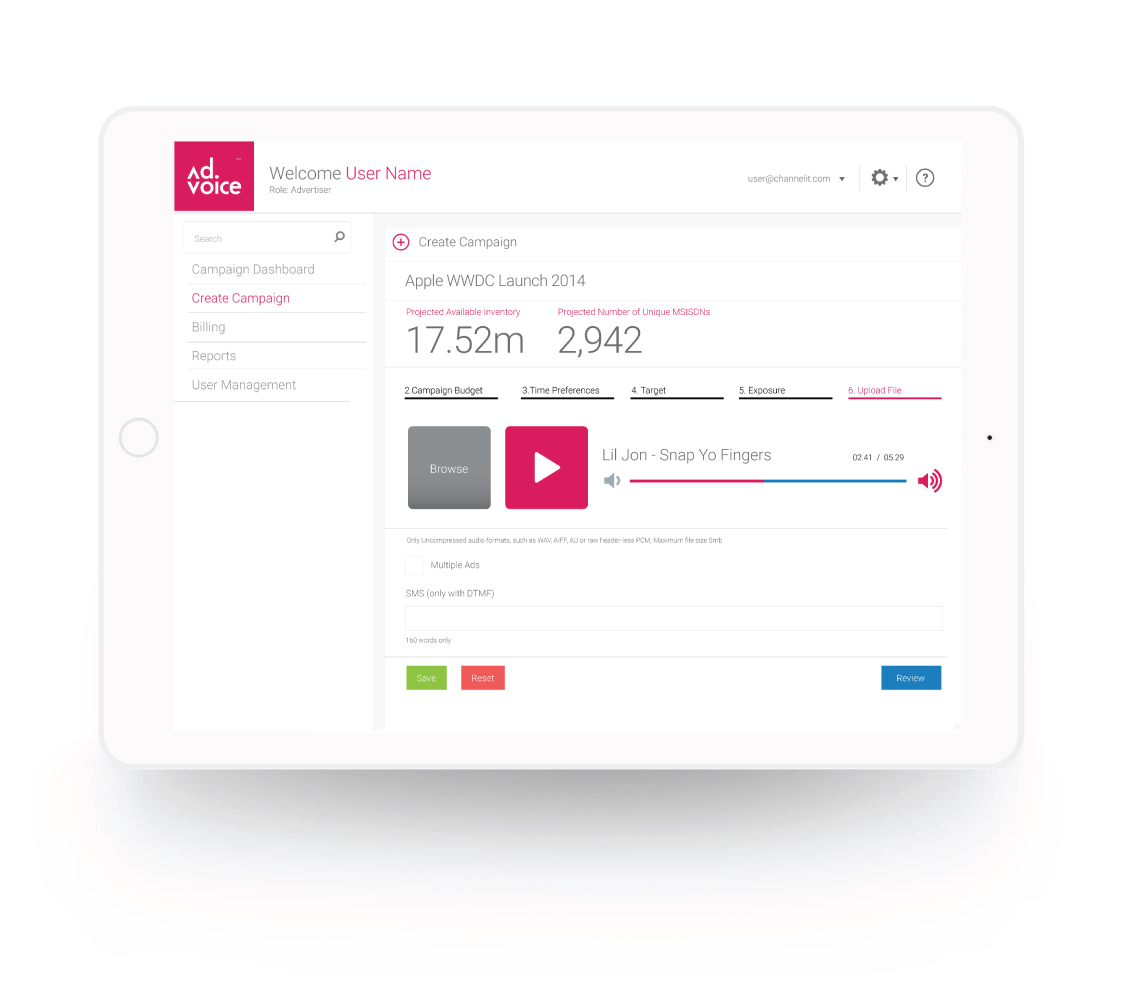 Ad.
voice
TM
Welcome User Name
Role: Advertiser
user@channelit.com
?
Search
Campaign Dashboard
Create Campaign
Billing
Reports
User Management
Create Campaign
Apple WWDC Launch 2014
Projected Available Inventory
Projected Number of Unique MSISDNs
17.52m
2,942
2.Campaign Budget
3.Time Preferences
4. Target
5. Exposure
6. Upload File
Browse
Lil Jon - Snap Yo Fingers
02.41 / 05.29
Only Uncompressed audio formats, such as WAV, AIFF, AU or raw header-less PCM, Maximum file size 5mb
Multiple Ads
SMS (only with DTMF)
160 words only
Save
Reset
Review